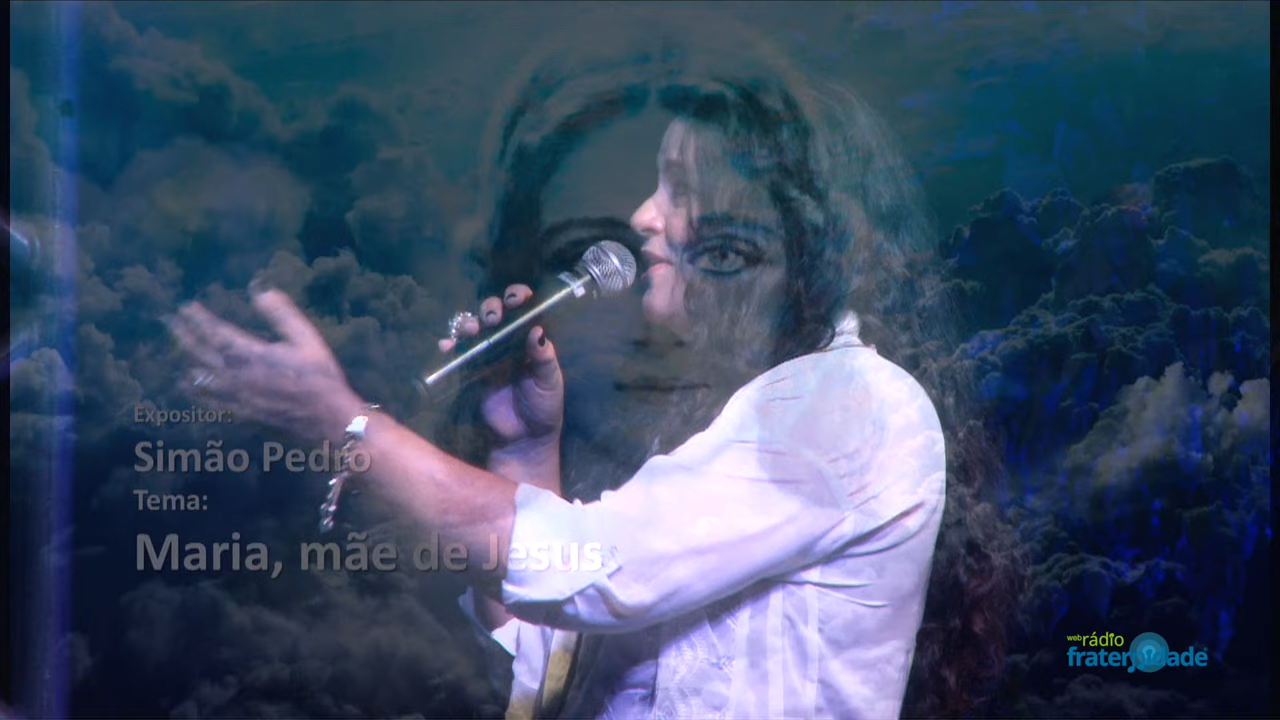 Expositor:
Simão Pedro
Tema:
Maria, mãe de Jesus
web rádio
fraternidade